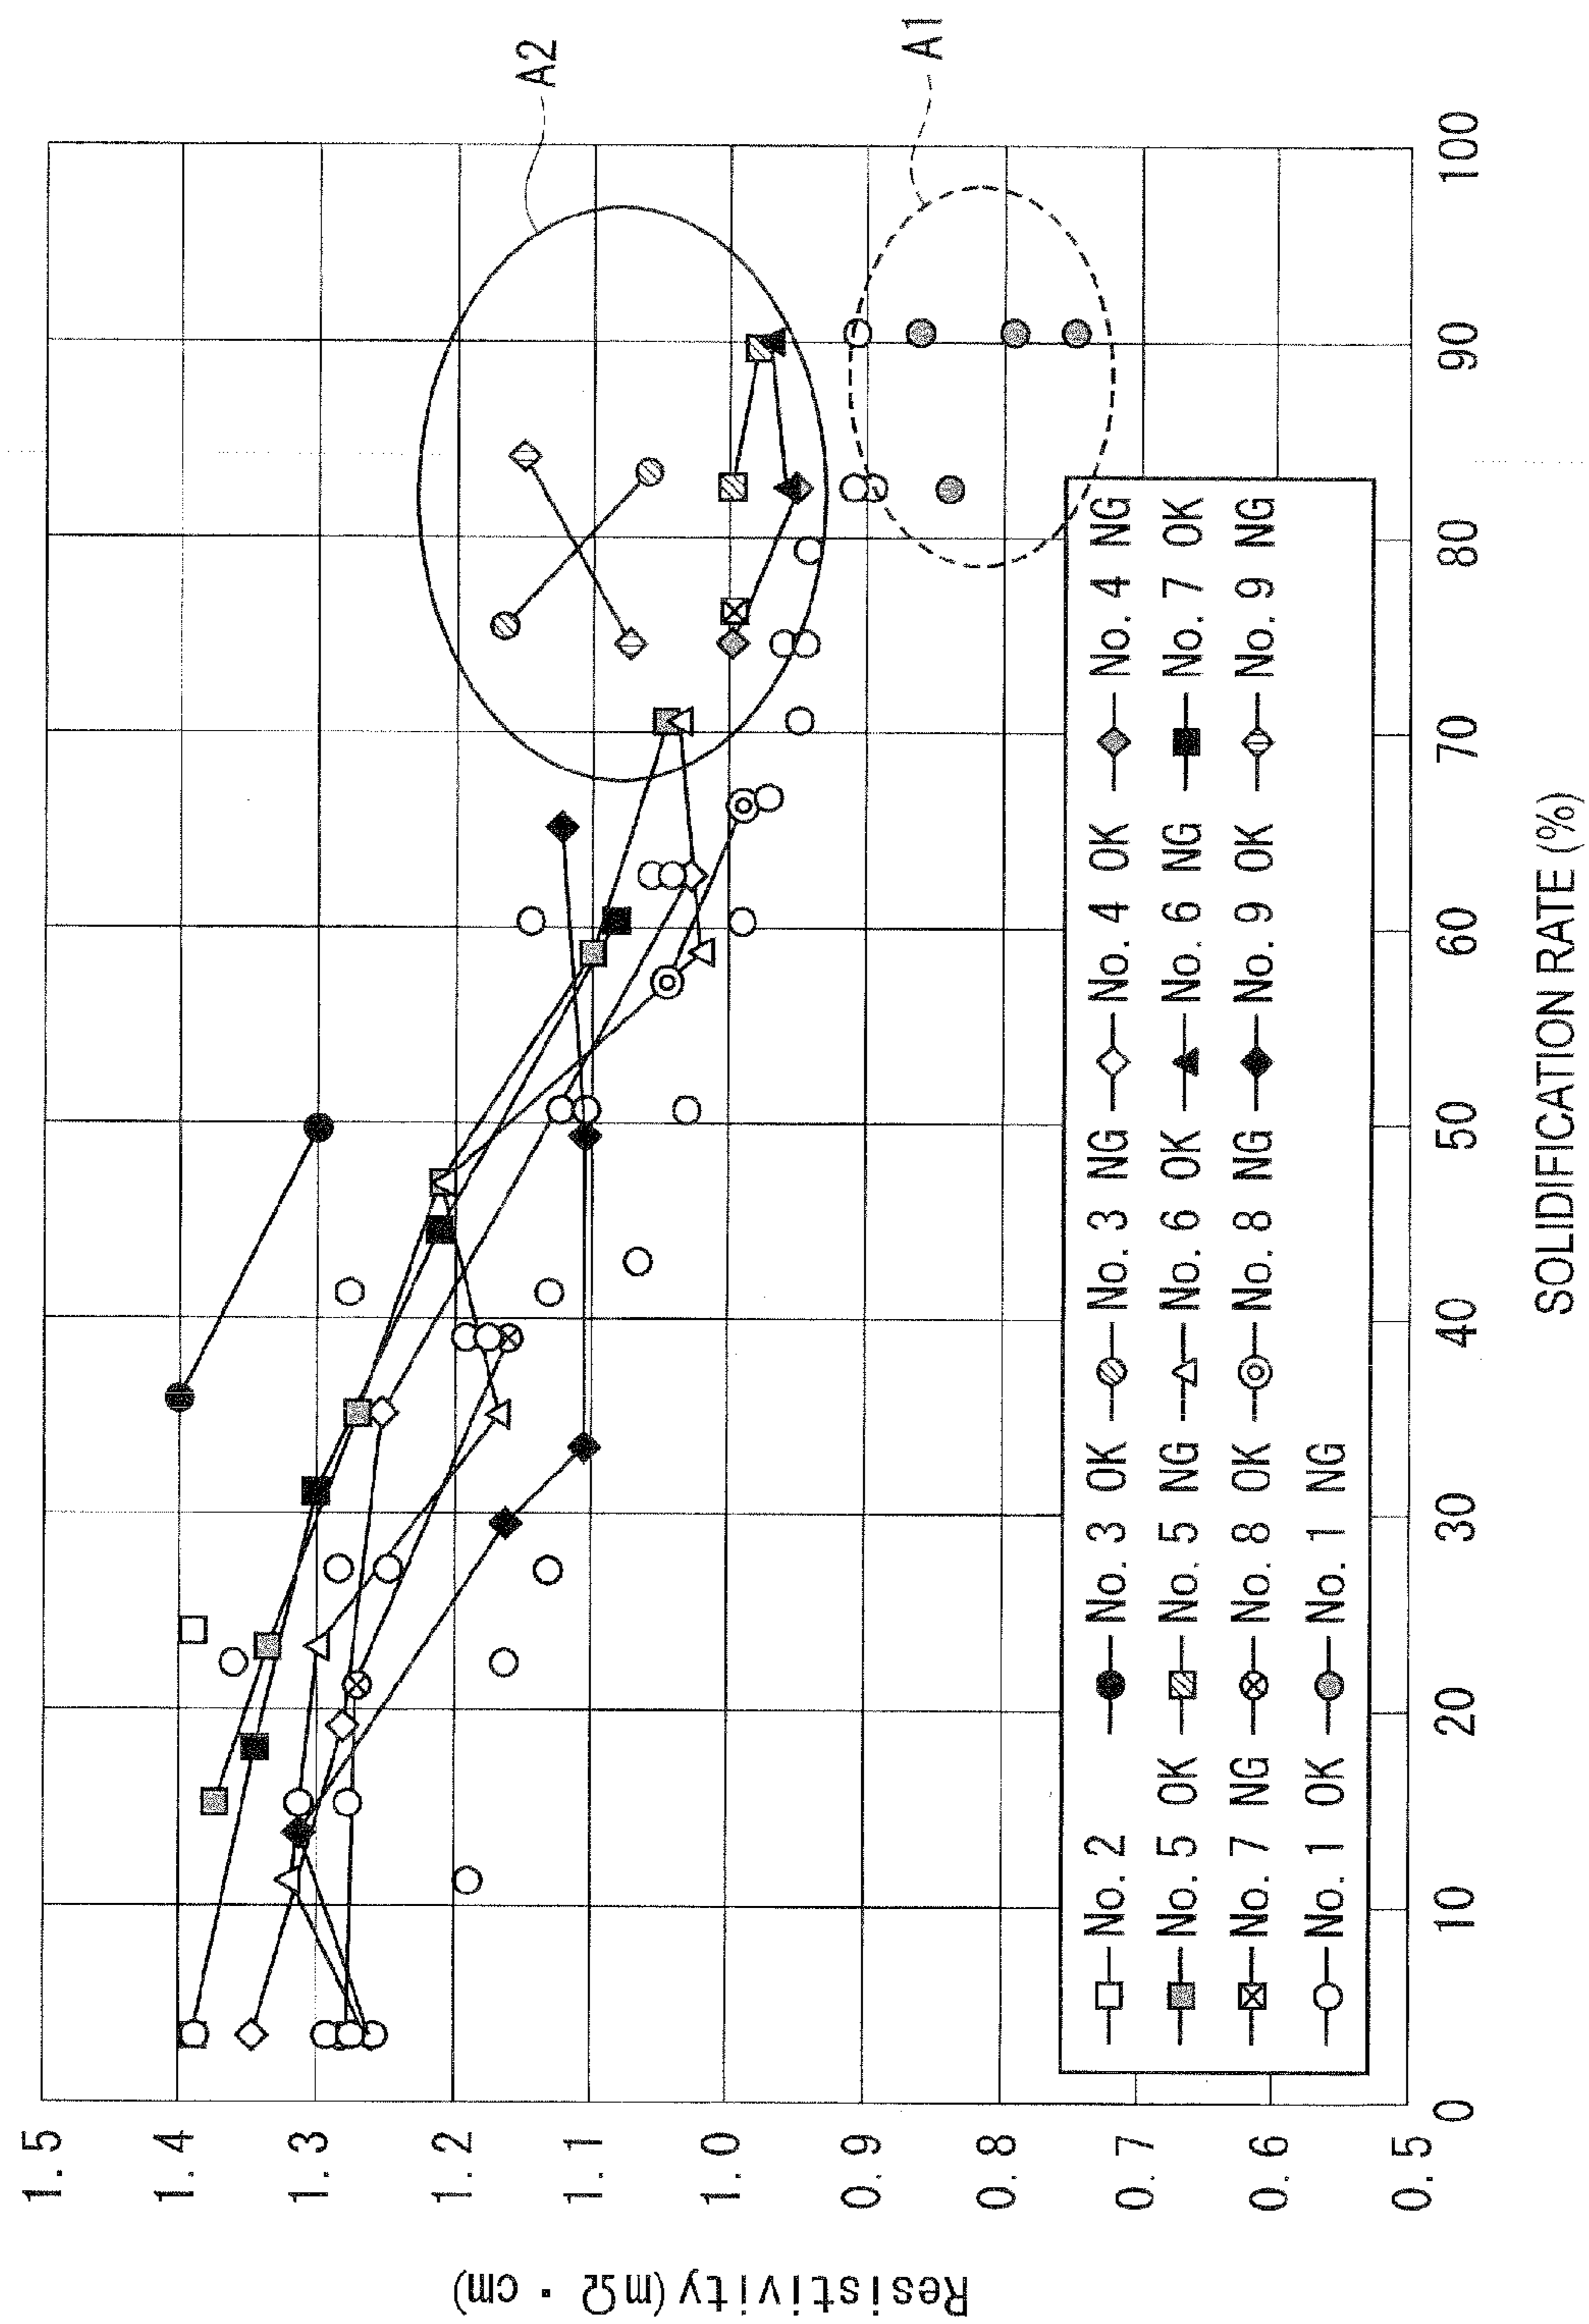 A2
A1
1.5
1.4
1.3
1.2
1.1
1.0
0.9
0.8
0.7
0.6
0.5
Resistivity(mΩ・cm)
0 10 20 30 40 50 60 70 80 90 100
SOLIDIFICATION RATE (%)
No. 2 No. 3 OK No. 3 NG No. 4 OK No. 4 NG
No. 5 OK No. 5 NG No. 6 OK No. 6 NG No. 7 OK
No. 7 NG No. 8 OK No. 8 NG No. 9 OK No. 9 NG
No. 1 OK No. 1 NG